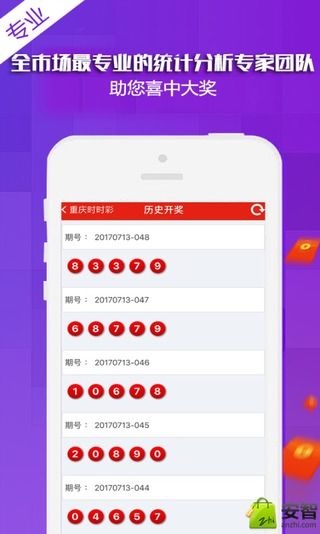 专业
全市场最专业的统计分析专家团队
助您喜中大奖
重庆时时彩 历史开奖
期号： 20170713-048
8 3 3 7 9
期号： 20170713-047
6 8 7 7 9
期号： 20170713-046
1 0 6 7 8
期号： 20170713-045
2 0 8 9 0
期号： 20170713-044
0 4 6 5 7
zhi
安智
anzhi.com